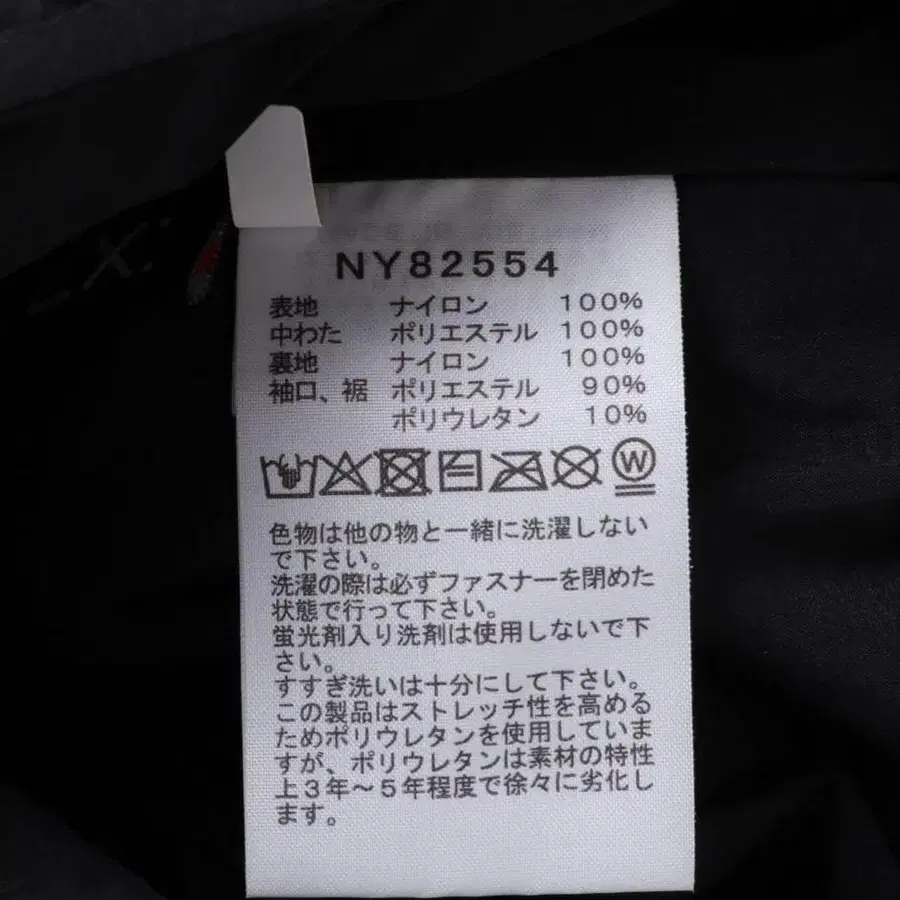 NY82554
表地 ナイロン 100%
中わた ポリエステル 100%
裏地 ナイロン 100%
袖口、裾 ポリエステル 90%
ポリウレタン 10%
W
色物は他の物と一緒に洗濯しない
で下さい。
洗濯の際は必ずファスナーを閉めた
状態で行って下さい。
蛍光剤入り洗剤は使用しないで下
さい。
すすぎ洗いは十分にして下さい。
この製品はストレッチ性を高める
ためポリウレタンを使用していま
すが、ポリウレタンは素材の特性
上3年～5年程度で徐々に劣化し
ます。